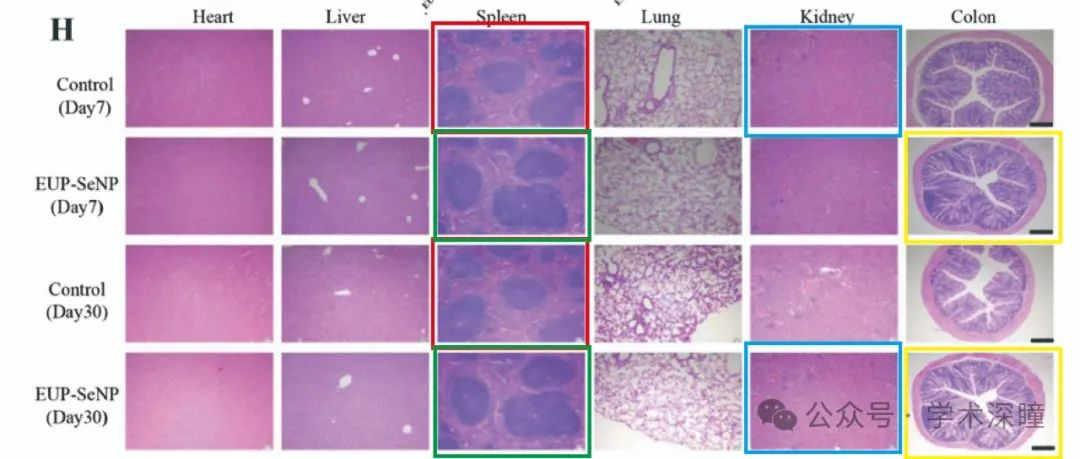 H
Heart Liver Spleen Lung Kidney Colon
Control
(Day7)
EUP-SeNP
(Day7)
Control
(Day30)
EUP-SeNP
(Day30)
公众号 · 学术深瞳